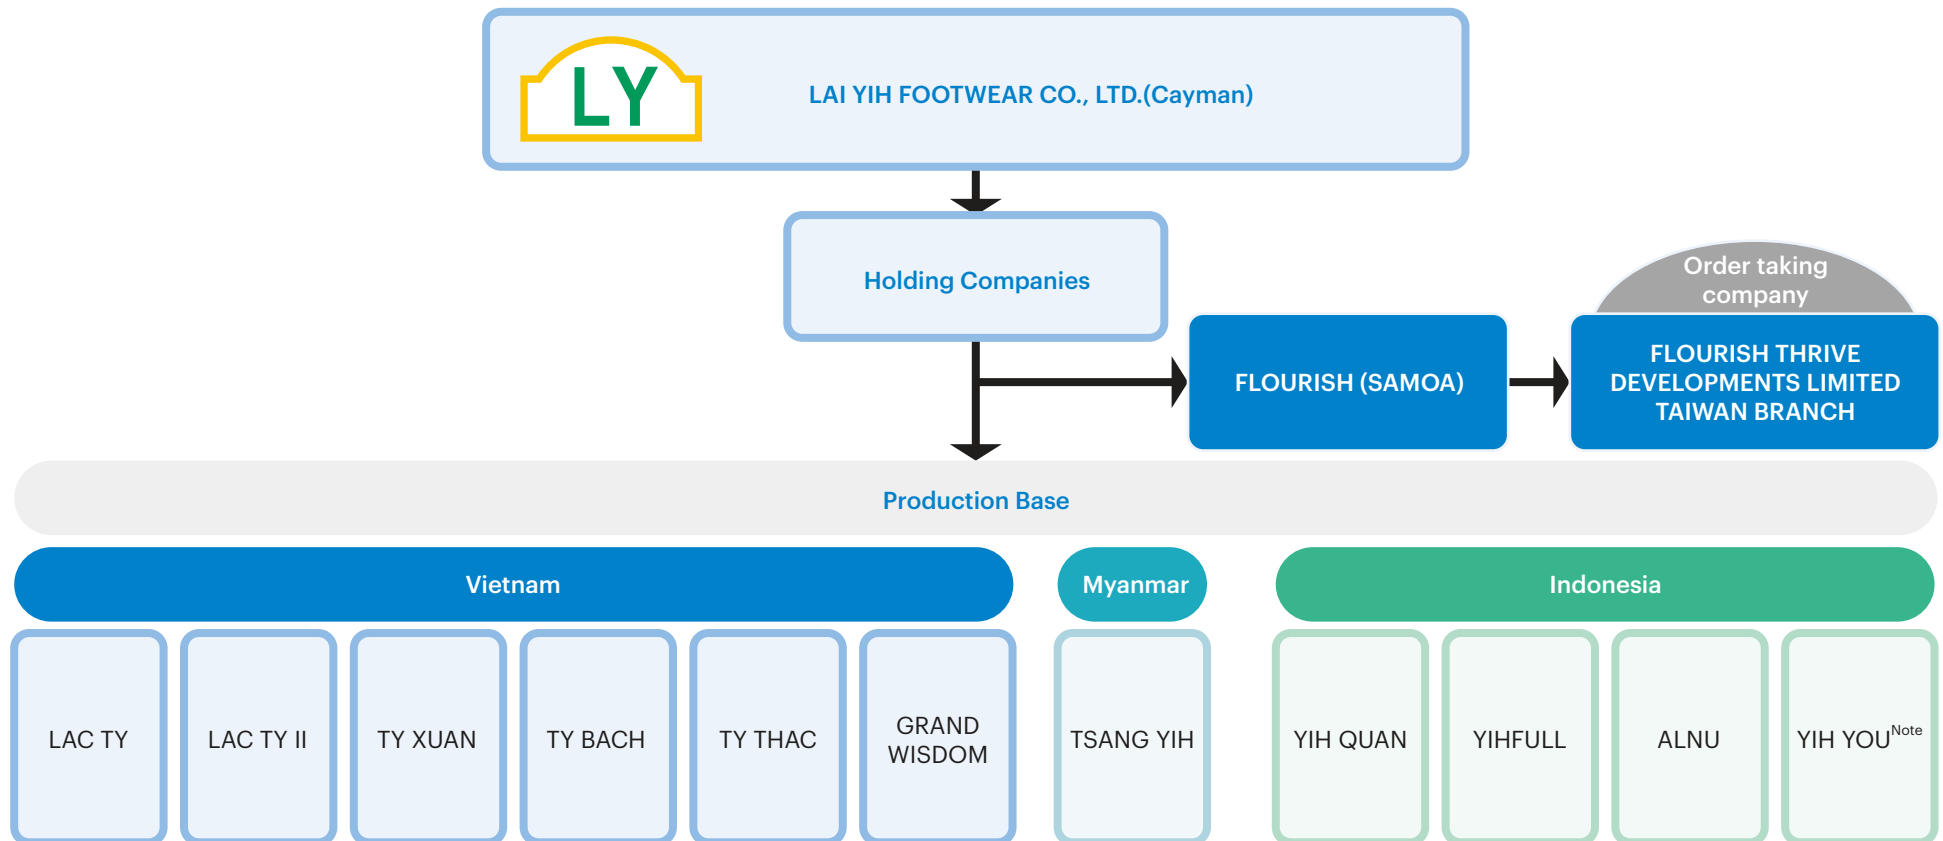 LY
LAI YIH FOOTWEAR CO., LTD.(Cayman)
Holding Companies
Order taking
company
FLOURISH (SAMOA)
FLOURISH THRIVE
DEVELOPMENTS LIMITED
TAIWAN BRANCH
Production Base
Vietnam
Myanmar
Indonesia
LAC TY
LAC TY II
TY XUAN
TY BACH
TY THAC
GRAND
WISDOM
TSANG YIH
YIH QUAN
YIHFULL
ALNU
YIH YOU Note